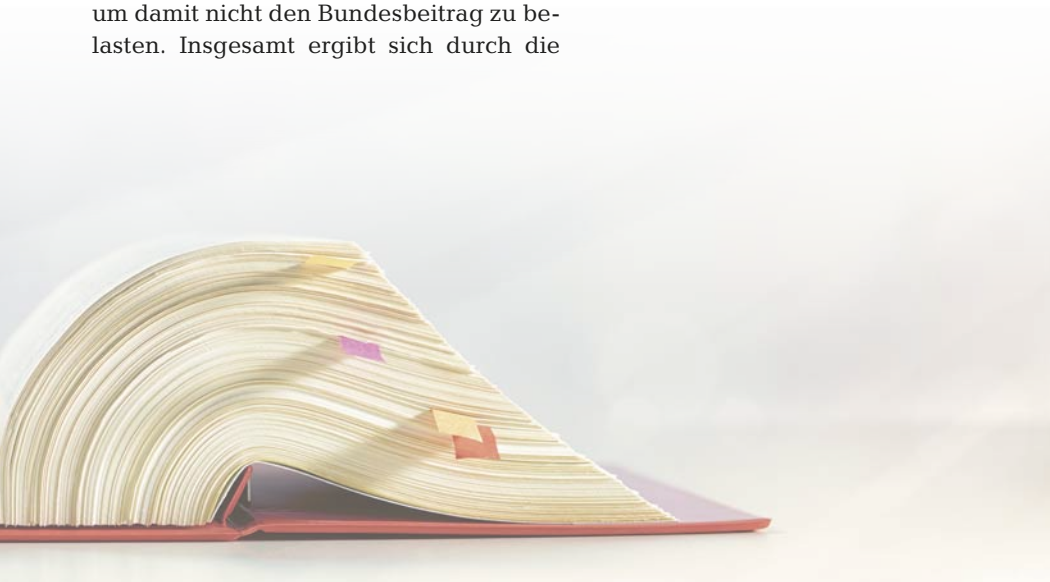 um damit nicht den Bundesbeitrag zu be-
lasten. Insgesamt ergibt sich durch die